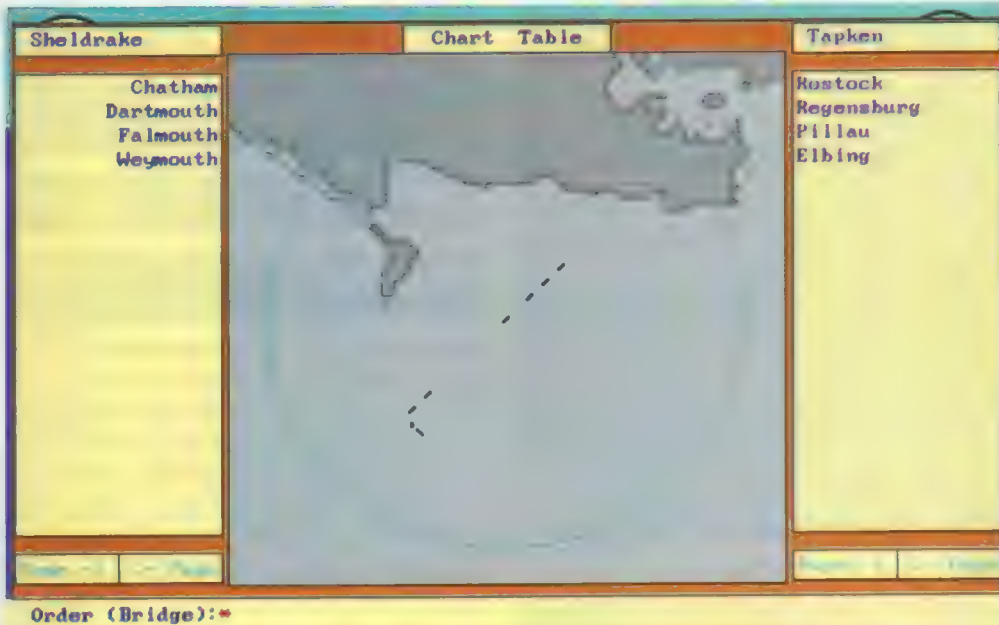 Sheldrake
Chart Table
Tapken
Chatham
Dartmouth
Falmouth
Weymouth
Rostock
Regensburg
Pillau
Elbing
Order (Bridge):*